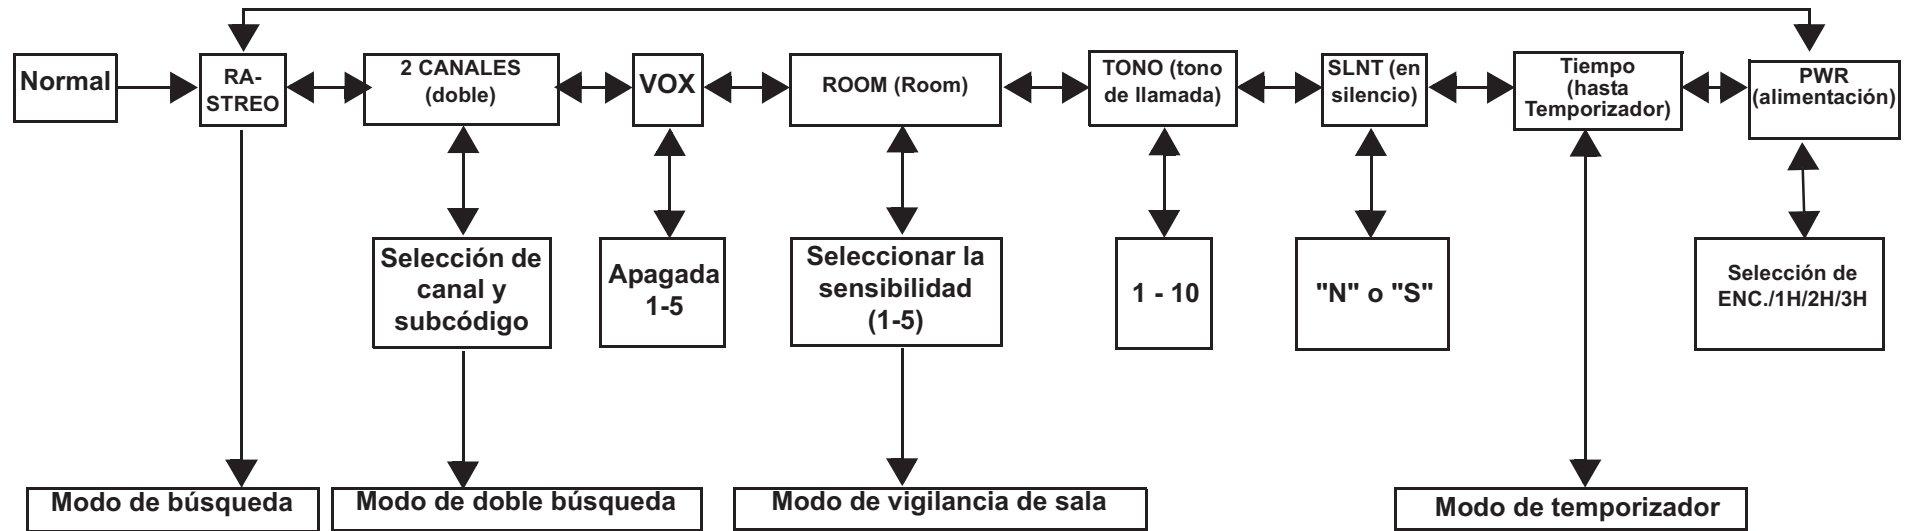 Normal
RA-
STREO
2 CANALES
(doble)
VOX
ROOM (Room)
TONO (tono
de llamada)
SLNT (en
silencio)
Tiempo
(hasta
Temporizador)
PWR
(alimentación)
Selección de
canal y
subcódigo
Apagada
1-5
Seleccionar la
sensibilidad
(1-5)
1 - 10
"N" o "S"
Selección de
ENC./1H/2H/3H
Modo de búsqueda
Modo de doble búsqueda
Modo de vigilancia de sala
Modo de temporizador